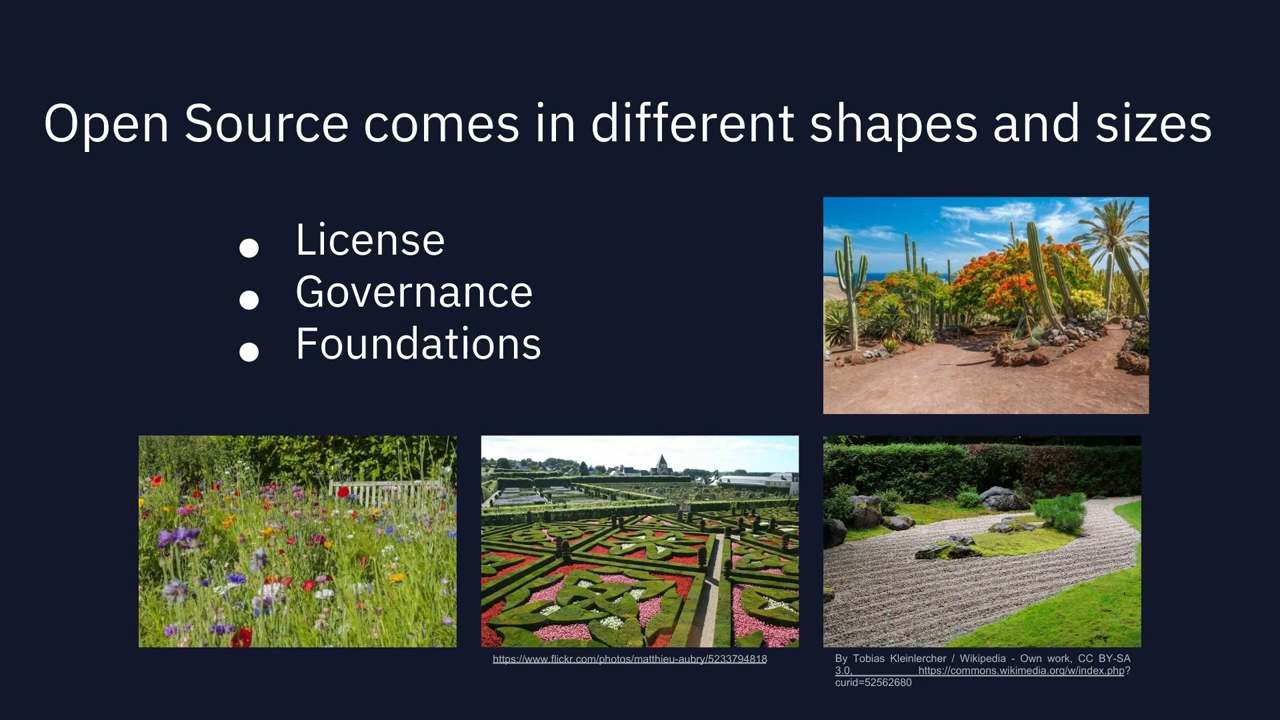 Open Source comes in different shapes and sizes
License
Governance
Foundations
https://www.flickr.com/photos/matthieu-aubry/5233794818
By Tobias Kleinlercher / Wikipedia - Own work, CC BY-SA
3.0, https://commons.wikimedia.org/w/index.php?
curid=52562680